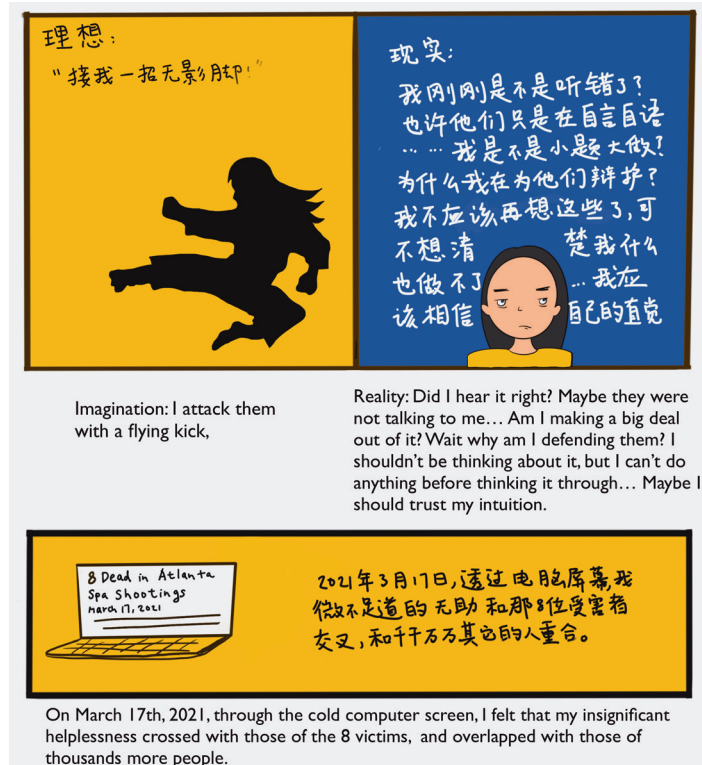 理想:
"接我一招无影脚!"
现实:
我刚刚是不是听错了?
也许他们只是在自言自语
……我是不是小题大做?
为什么我在为他们辩护?
我不应该再想这些了,可
不想清楚我什么
也做不了...我应
该相信自己的直觉
Imagination: I attack them
with a flying kick,
Reality: Did I hear it right? Maybe they were
not talking to me… Am I making a big deal
out of it? Wait why am I defending them? I
shouldn't be thinking about it, but I can't do
anything before thinking it through… Maybe I
should trust my intuition.
8 Dead in Atlanta
Spa Shootings
March 17, 2021
2021年3月17日,透过电脑屏幕,我
微不足道的无助和那8位受害者
交叉,和千千万万其它的人重合。
On March 17th, 2021, through the cold computer screen, I felt that my insignificant
helplessness crossed with those of the 8 victims, and overlapped with those of
thousands more people.